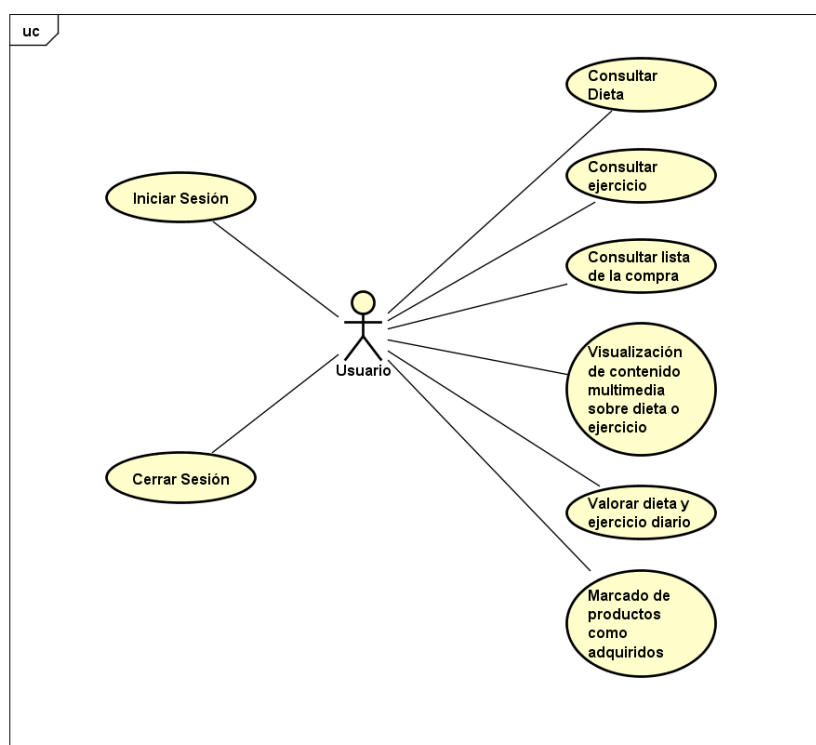 uc
Consultar
Dieta
Consultar
ejercicio
Iniciar Sesión
Consultar lista
de la compra
Visualización
de contenido
multimedia
sobre dieta o
ejercicio
Usuario
Cerrar Sesión
Valorar dieta y
ejercicio diario
Marcado de
productos
como
adquiridos